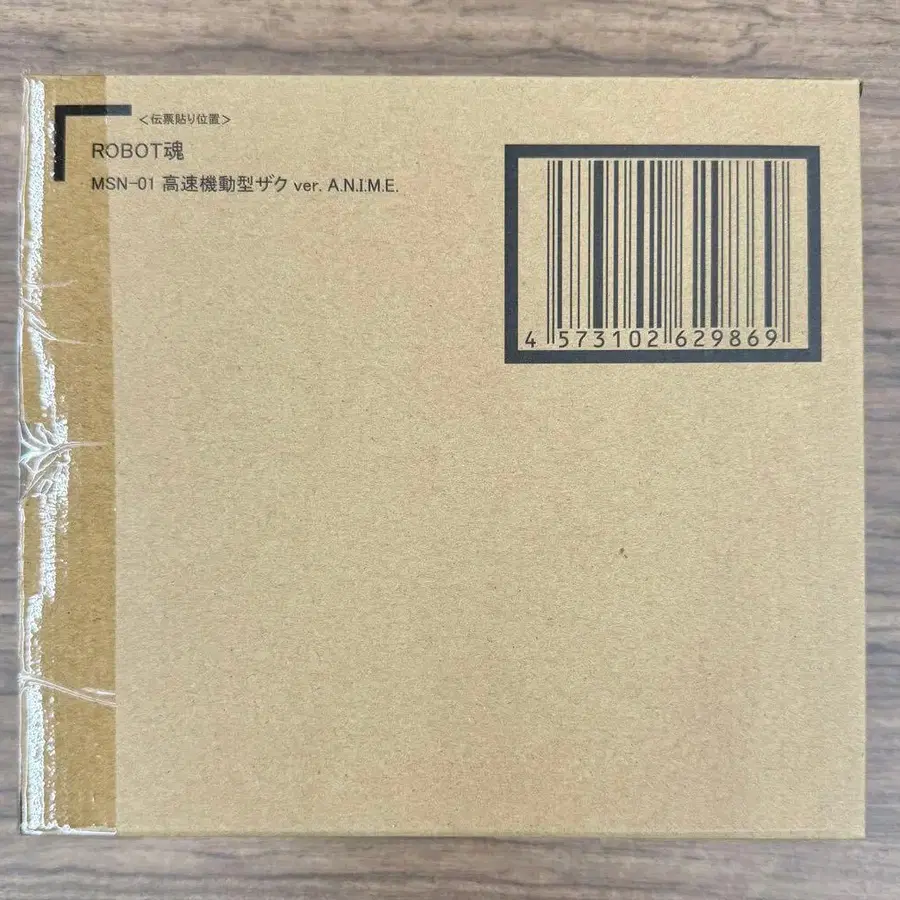 <伝票貼り位置>
ROBOT魂
MSN-01 高速機動型ザク ver. A.N.I.M.E.
4 573102 629869